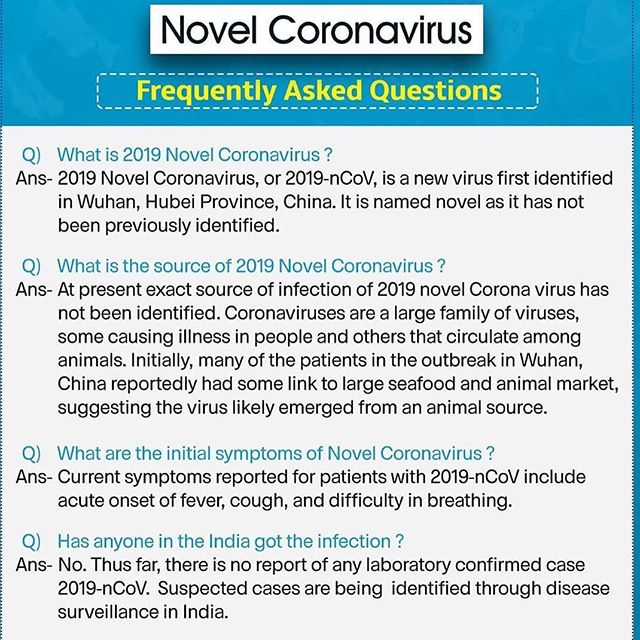 Novel Coronavirus
Frequently Asked Questions
Q) What is 2019 Novel Coronavirus ?
Ans- 2019 Novel Coronavirus, or 2019-nCoV, is a new virus first identified
in Wuhan, Hubei Province, China. It is named novel as it has not
been previously identified.
Q) What is the source of 2019 Novel Coronavirus ?
Ans- At present exact source of infection of 2019 novel Corona virus has
not been identified. Coronaviruses are a large family of viruses,
some causing illness in people and others that circulate among
animals. Initially, many of the patients in the outbreak in Wuhan,
China reportedly had some link to large seafood and animal market,
suggesting the virus likely emerged from an animal source.
Q) What are the initial symptoms of Novel Coronavirus ?
Ans- Current symptoms reported for patients with 2019-nCoV include
acute onset of fever, cough, and difficulty in breathing.
Q) Has anyone in the India got the infection ?
Ans- No. Thus far, there is no report of any laboratory confirmed case
2019-nCoV. Suspected cases are being identified through disease
surveillance in India.